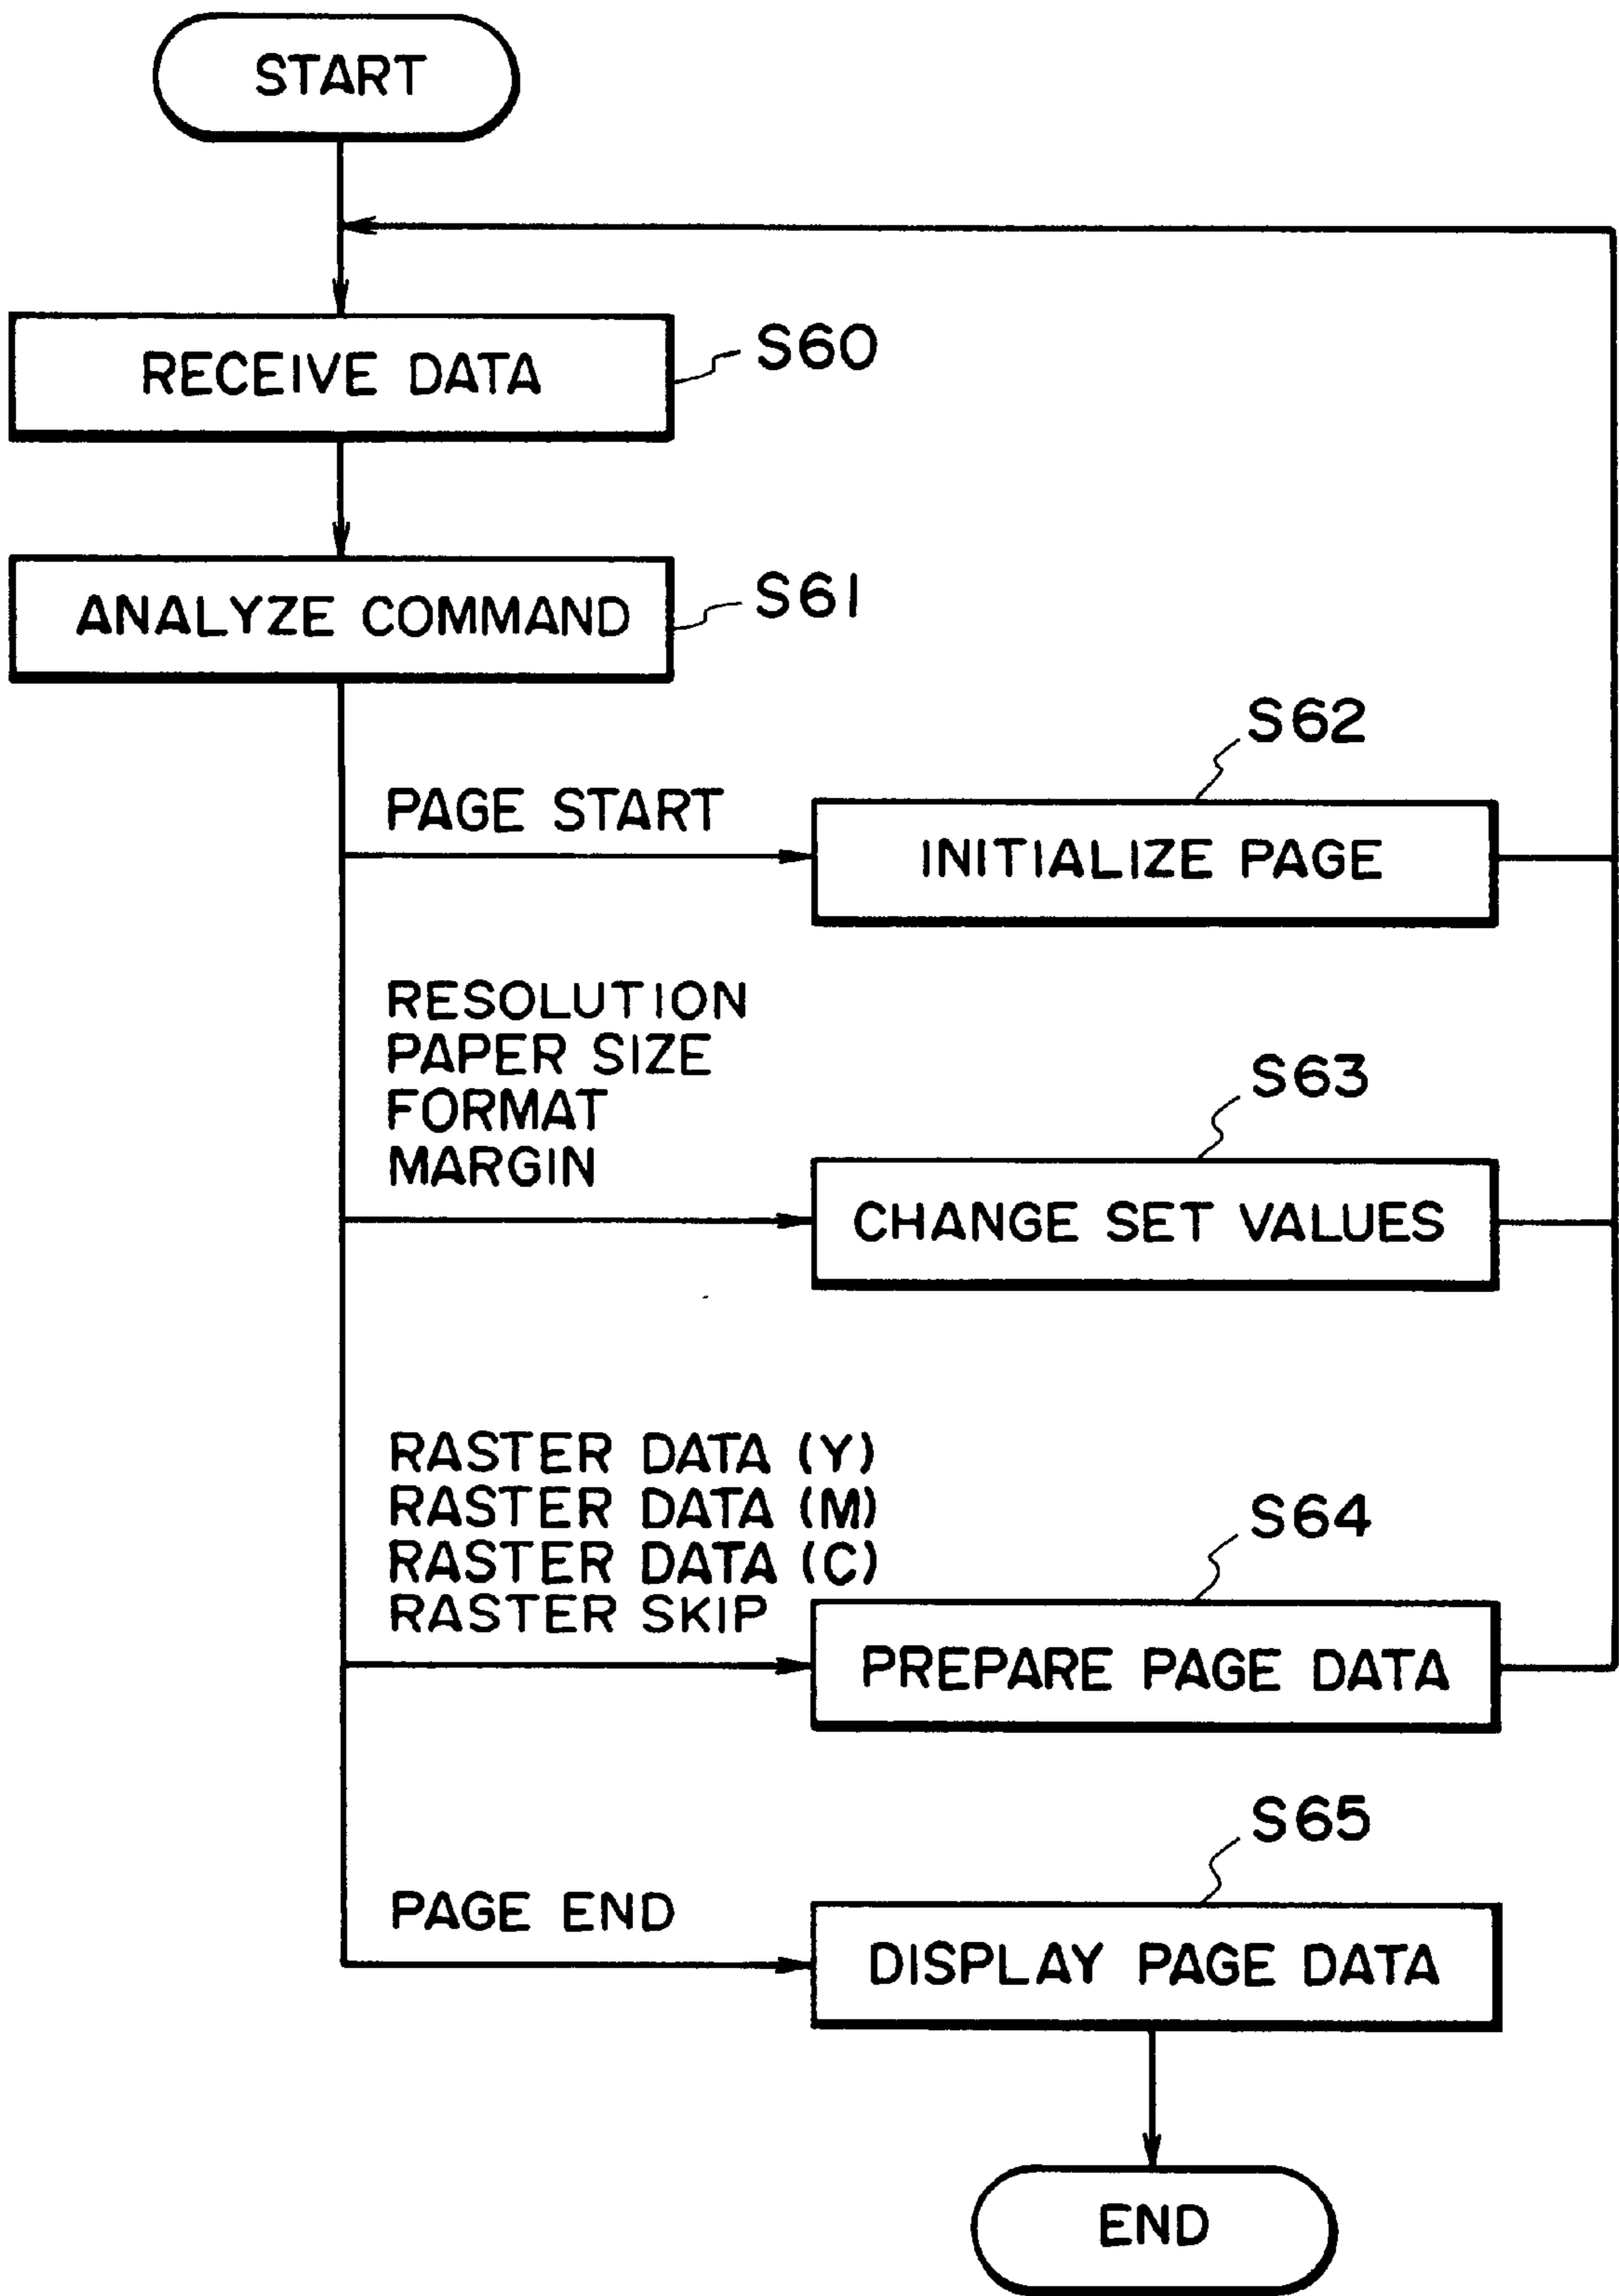 START
RECEIVE DATA
S60
ANALYZE COMMAND
S61
S62
PAGE START
INITIALIZE PAGE
RESOLUTION
PAPER SIZE
FORMAT
MARGIN
S63
CHANGE SET VALUES
RASTER DATA (Y)
RASTER DATA (M)
RASTER DATA (C)
RASTER SKIP
S64
PREPARE PAGE DATA
S65
PAGE END
DISPLAY PAGE DATA
END